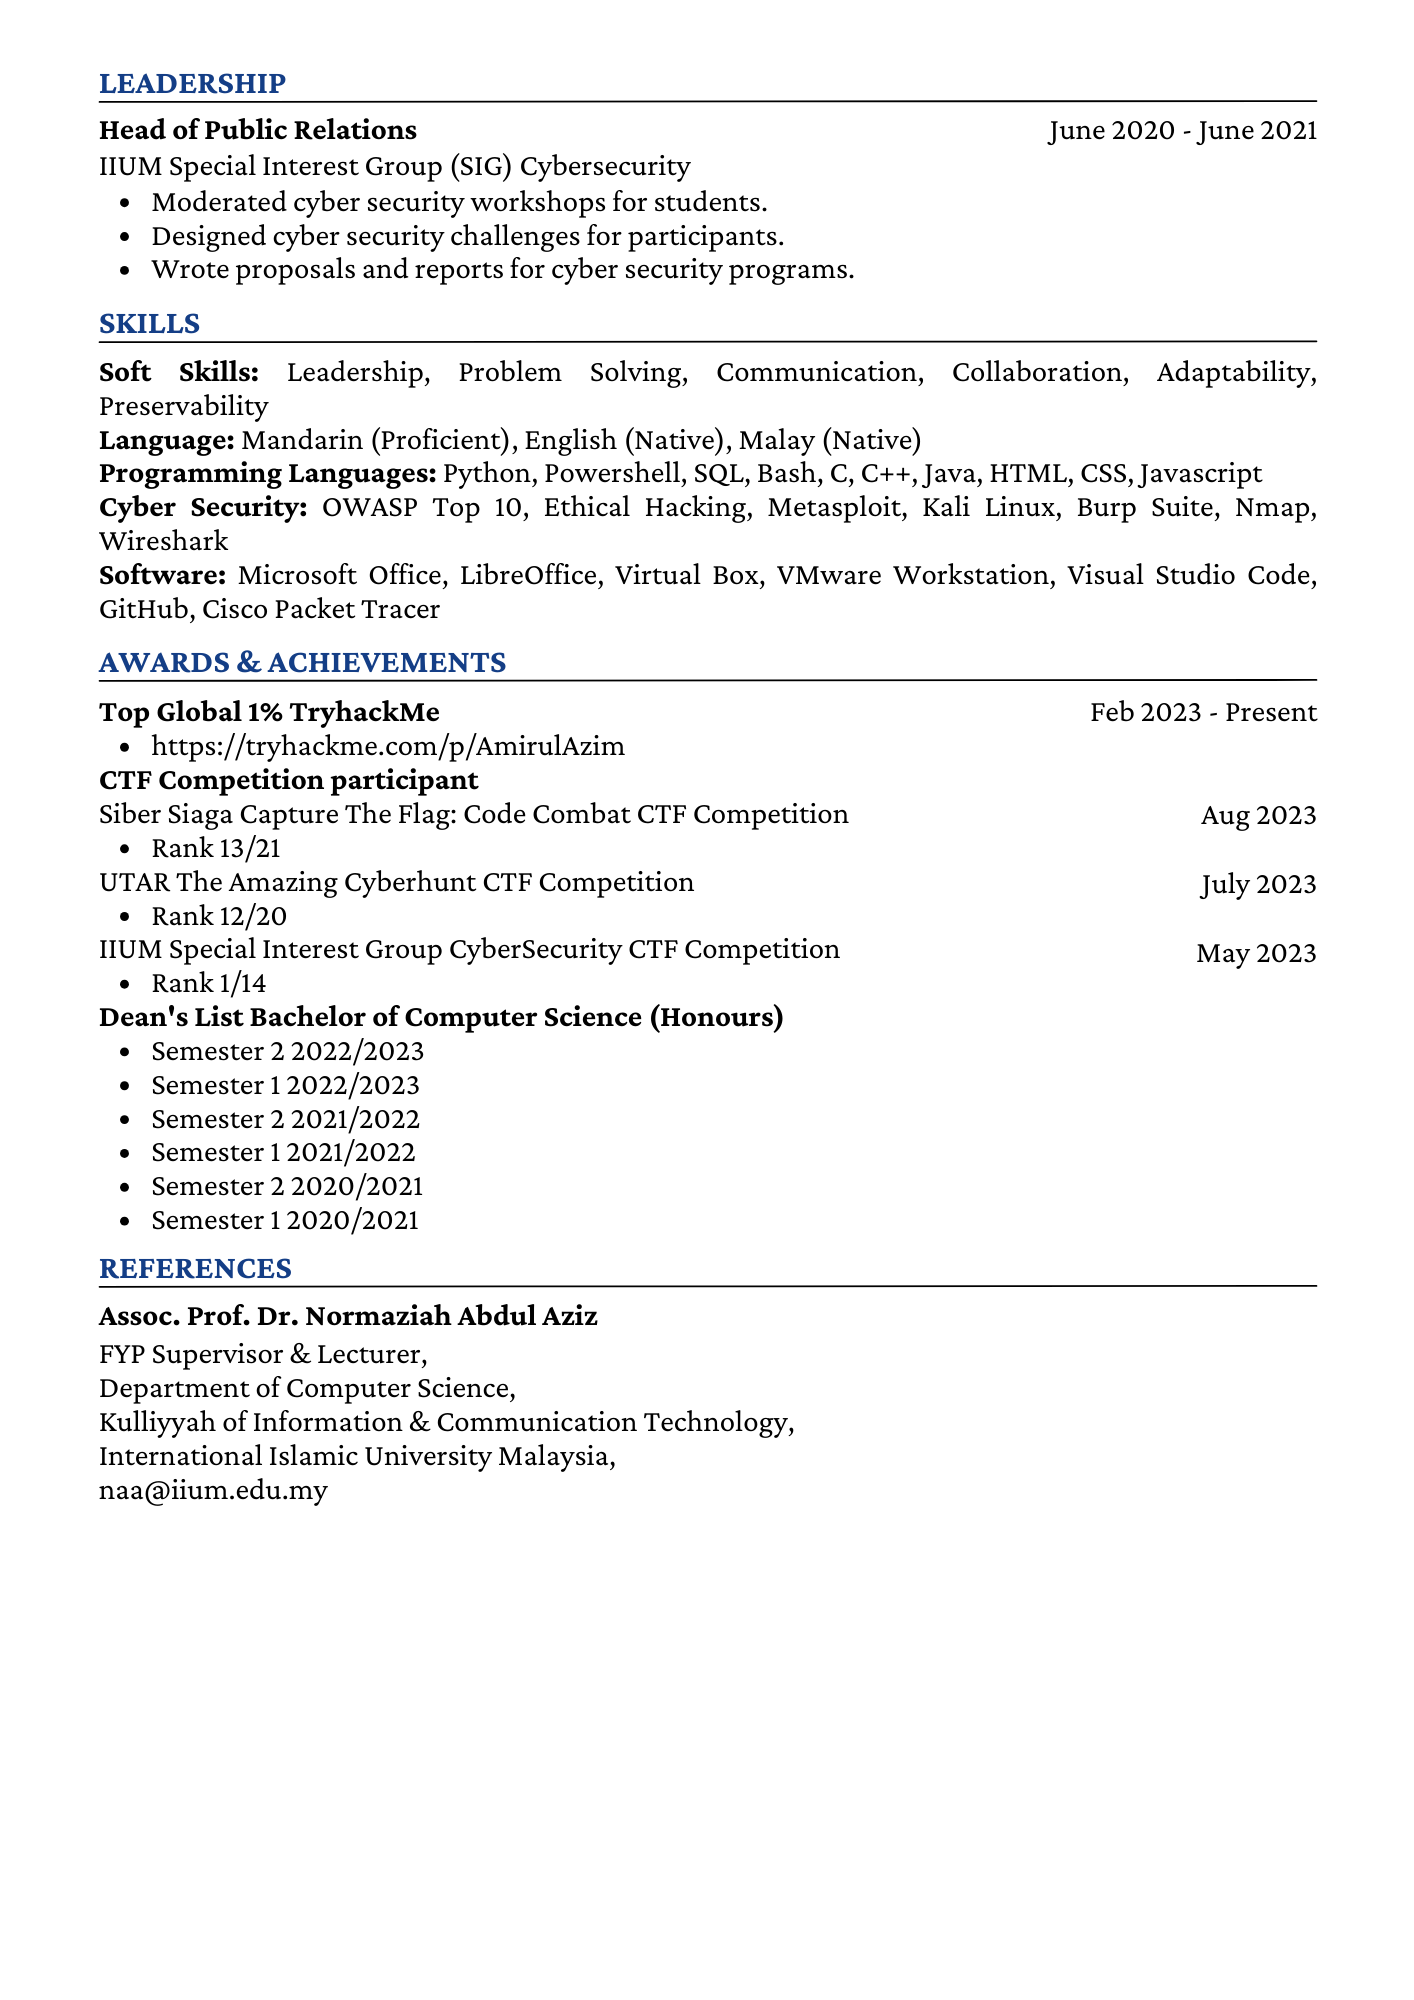 LEADERSHIP
Head of Public Relations June 2020 - June 2021
IIUM Special Interest Group (SIG) Cybersecurity
• Moderated cyber security workshops for students.
• Designed cyber security challenges for participants.
• Wrote proposals and reports for cyber security programs.
SKILLS
Soft Skills: Leadership, Problem Solving, Communication, Collaboration, Adaptability,
Preservability
Language: Mandarin (Proficient), English (Native), Malay (Native)
Programming Languages: Python, Powershell, SQL, Bash, C, C++, Java, HTML, CSS, Javascript
Cyber Security: OWASP Top 10, Ethical Hacking, Metasploit, Kali Linux, Burp Suite, Nmap,
Wireshark
Software: Microsoft Office, LibreOffice, Virtual Box, VMware Workstation, Visual Studio Code,
GitHub, Cisco Packet Tracer
AWARDS & ACHIEVEMENTS
Top Global 1% TryhackMe Feb 2023 - Present
• https://tryhackme.com/p/AmirulAzim
CTF Competition participant
Siber Siaga Capture The Flag: Code Combat CTF Competition Aug 2023
• Rank 13/21
UTAR The Amazing Cyberhunt CTF Competition July 2023
• Rank 12/20
IIUM Special Interest Group CyberSecurity CTF Competition May 2023
• Rank 1/14
Dean's List Bachelor of Computer Science (Honours)
• Semester 2 2022/2023
• Semester 1 2022/2023
• Semester 2 2021/2022
• Semester 1 2021/2022
• Semester 2 2020/2021
• Semester 1 2020/2021
REFERENCES
Assoc. Prof. Dr. Normaziah Abdul Aziz
FYP Supervisor & Lecturer,
Department of Computer Science,
Kulliyyah of Information & Communication Technology,
International Islamic University Malaysia,
naa@iium.edu.my